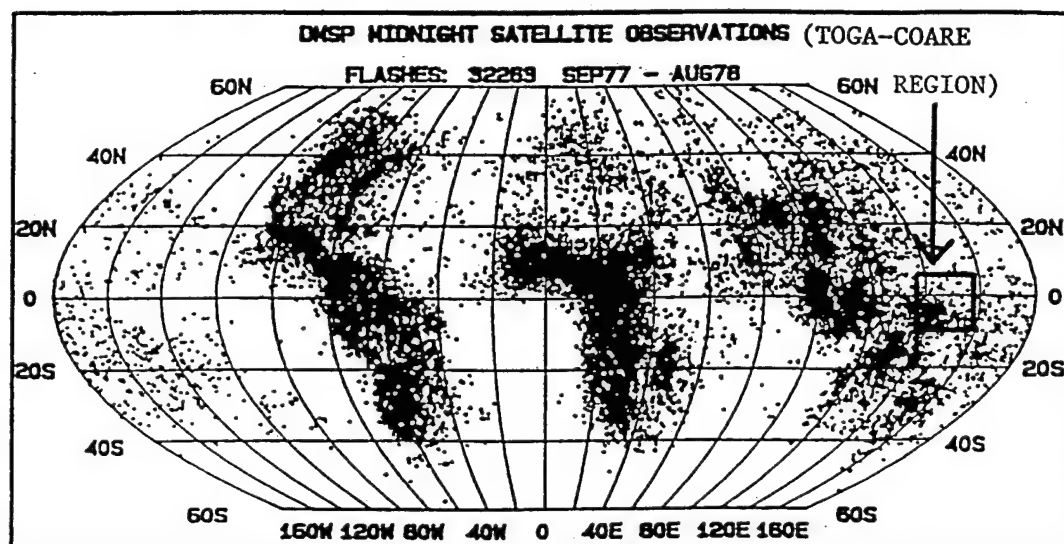 DMSP MIDNIGHT SATELLITE OBSERVATIONS (TOGA-COARE
FLASHES: 32263 SEP77 - AUG78
REGION)
60N 60N
40N 40N
20N 20N
0 0
20S 20S
40S 40S
60S 60S
160W 120W 80W 40W 0 40E 80E 120E 160E